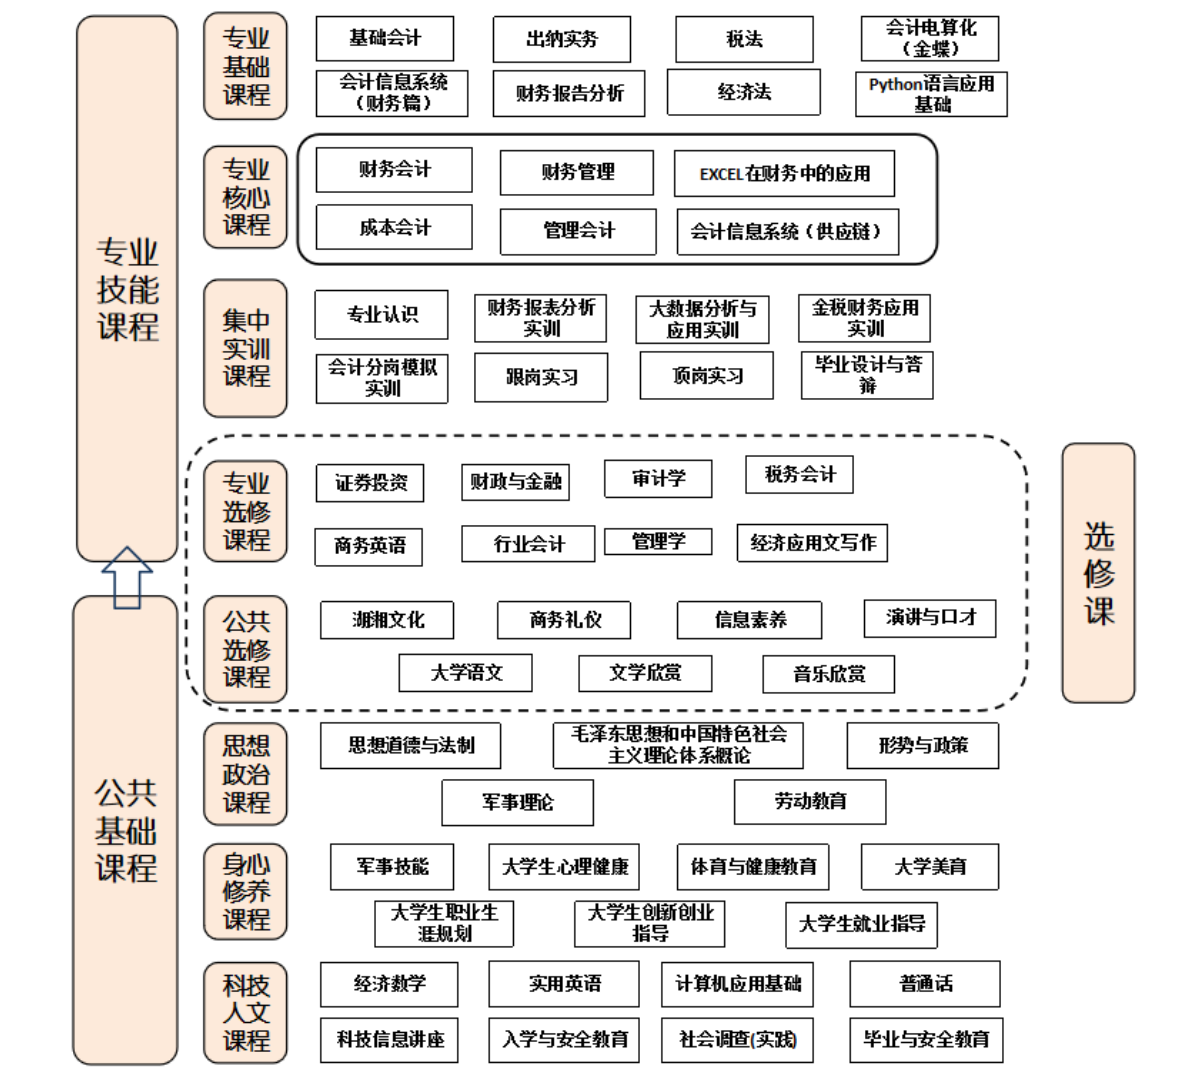 专业
技能
课程
专业
基础
课程
基础会计
出纳实务
税法
会计电算化
（金蝶）
会计信息系统
（财务篇）
财务报告分析
经济法
Python语言应用
基础
专业
核心
课程
财务会计
财务管理
EXCEL在财务中的应用
成本会计
管理会计
会计信息系统（供应链）
集中
实训
课程
专业认识
财务报表分析
实训
大数据分析与
应用实训
金税财务应用
实训
会计分岗模拟
实训
跟岗实习
顶岗实习
毕业设计与答
辩
专业
选修
课程
证券投资
财政与金融
审计学
税务会计
商务英语
行业会计
管理学
经济应用文写作
选
修
课
公共
基础
课程
公共
选修
课程
湖湘文化
商务礼仪
信息素养
演讲与口才
大学语文
文学欣赏
音乐欣赏
思想
政治
课程
思想道德与法制
毛泽东思想和中国特色社会
主义理论体系概论
形势与政策
军事理论
劳动教育
身心
修养
课程
军事技能
大学生心理健康
体育与健康教育
大学美育
大学生职业生
涯规划
大学生创新创业
指导
大学生就业指导
科技
人文
课程
经济数学
实用英语
计算机应用基础
普通话
科技信息讲座
入学与安全教育
社会调查(实践)
毕业与安全教育